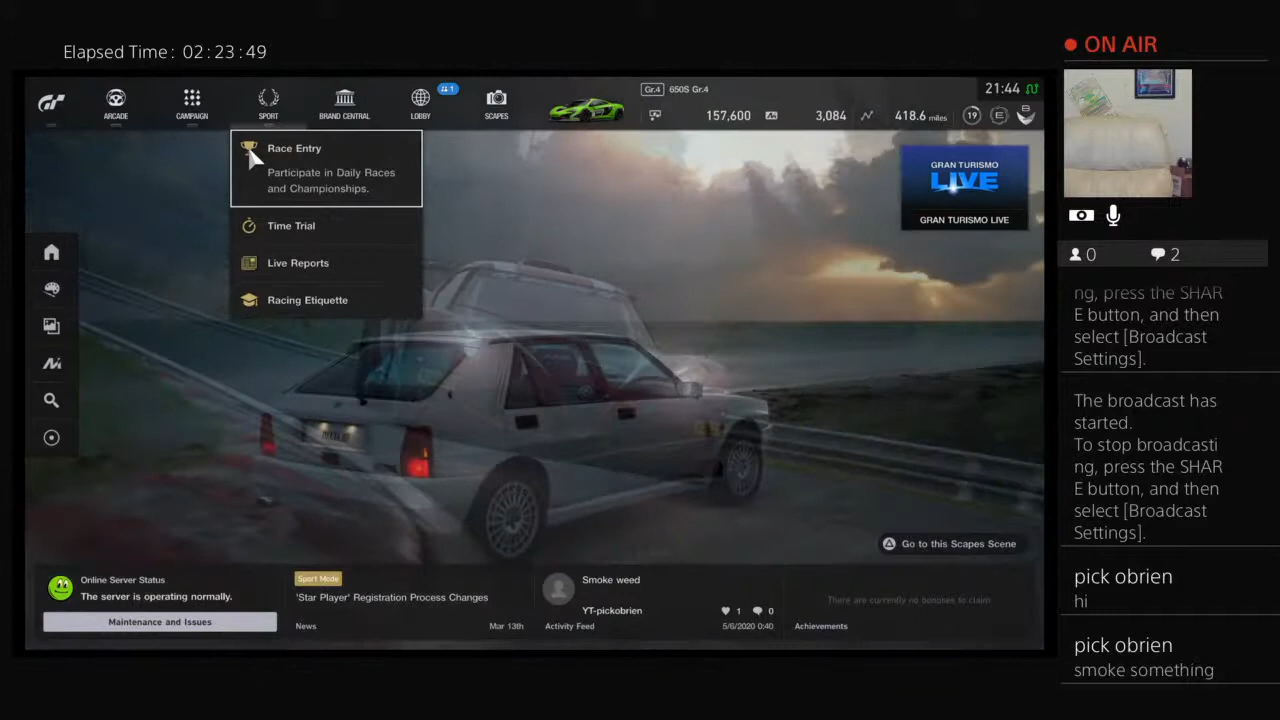 Elapsed Time: 02:23:49
ON AIR
ARCADE
CAMPAIGN
SPORT
BRAND CENTRAL
LOBBY
1
SCAPES
Gr.4 650S Gr.4
157,600
3,084
418.6 miles
19
E
B
21:44
Race Entry
Participate in Daily Races
and Championships.
Time Trial
Live Reports
Racing Etiquette
GRAN TURISMO
LIVE
GRAN TURISMO LIVE
Go to this Scapes Scene
Online Server Status
The server is operating normally.
Maintenance and Issues
Sport Mode
'Star Player' Registration Process Changes
News
Mar 13th
Smoke weed
YT-pickobrien
1
0
Activity Feed
5/6/2020 0:40
There are currently no bonuses to claim
Achievements
0
2
ng, press the SHAR
E button, and then
select [Broadcast
Settings].
The broadcast has
started.
To stop broadcasti
ng, press the SHAR
E button, and then
select [Broadcast
Settings].
pick obrien
hi
pick obrien
smoke something